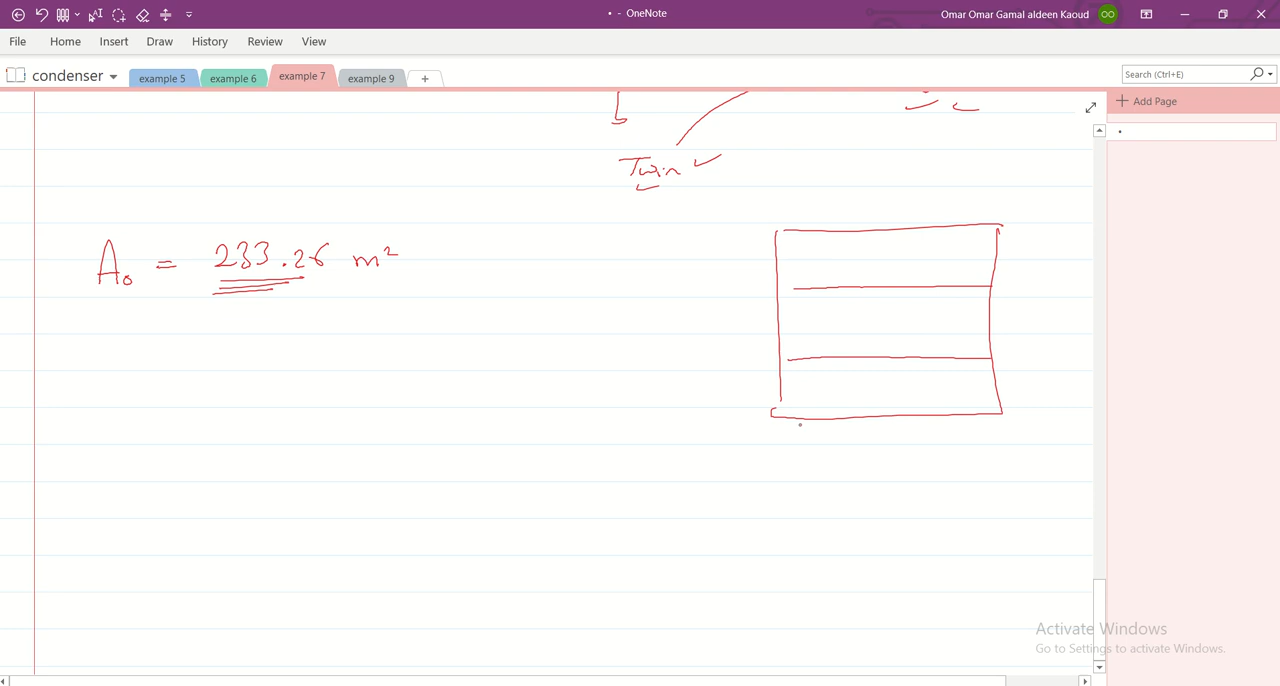 • - OneNote
Omar Omar Gamal aldeen Kaoud
OO
File Home Insert Draw History Review View
condenser
example 5 example 6 example 7 example 9 +
Search (Ctrl+E)
+ Add Page
Twin
A₀ = 233.26 m²
Activate Windows
Go to Settings to activate Windows.